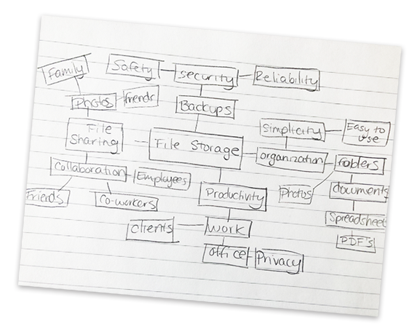 Family
Safety
Security
Reliability
Photos
Friends
Backups
Simplicity
Easy to
use
File
Sharing
File Storage
organization
Folders
Collaboration
Employees
Photos
documents
Friends
Co-workers
Productivity
Spreadsheet
clients
work
PDF's
office
Privacy